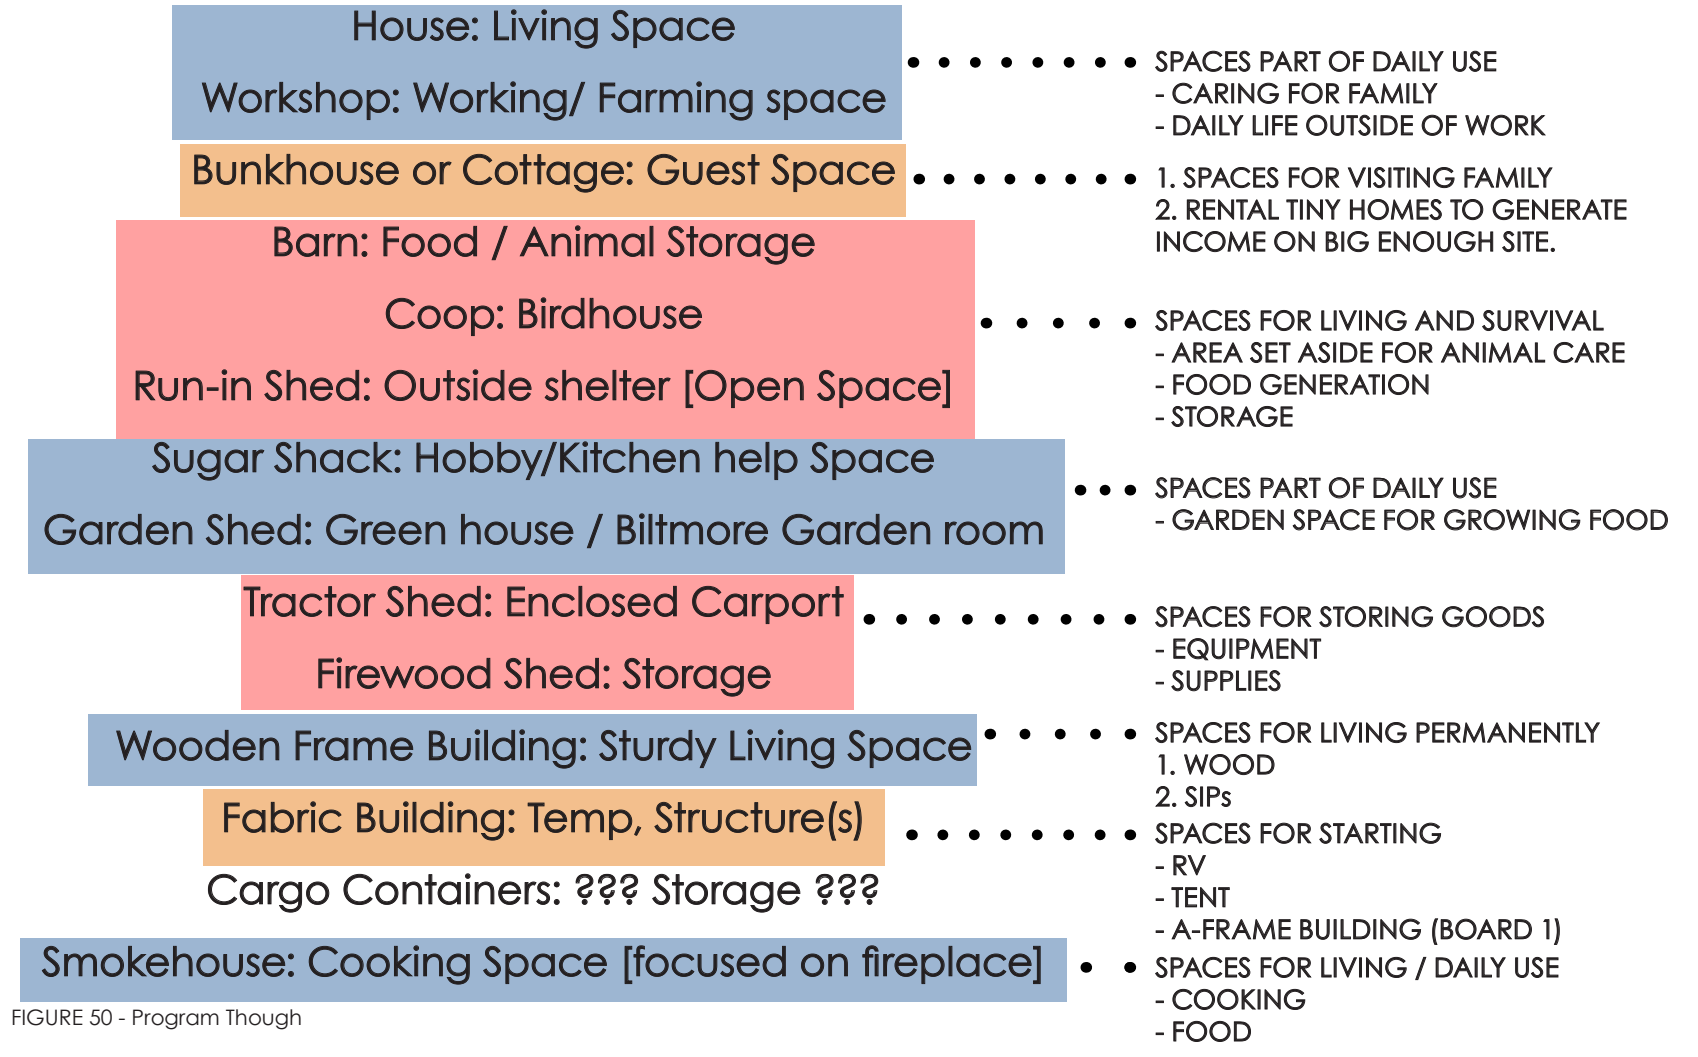 House: Living Space
Workshop: Working/ Farming space
SPACES PART OF DAILY USE
- CARING FOR FAMILY
- DAILY LIFE OUTSIDE OF WORK
Bunkhouse or Cottage: Guest Space
1. SPACES FOR VISITING FAMILY
2. RENTAL TINY HOMES TO GENERATE
INCOME ON BIG ENOUGH SITE.
Barn: Food / Animal Storage
Coop: Birdhouse
Run-in Shed: Outside shelter [Open Space]
SPACES FOR LIVING AND SURVIVAL
- AREA SET ASIDE FOR ANIMAL CARE
- FOOD GENERATION
- STORAGE
Sugar Shack: Hobby/Kitchen help Space
Garden Shed: Green house / Biltmore Garden room
SPACES PART OF DAILY USE
- GARDEN SPACE FOR GROWING FOOD
Tractor Shed: Enclosed Carport
Firewood Shed: Storage
SPACES FOR STORING GOODS
- EQUIPMENT
- SUPPLIES
Wooden Frame Building: Sturdy Living Space
SPACES FOR LIVING PERMANENTLY
1. WOOD
2. SIPs
Fabric Building: Temp, Structure(s)
SPACES FOR STARTING
- RV
- TENT
- A-FRAME BUILDING (BOARD 1)
Cargo Containers: ??? Storage ???
Smokehouse: Cooking Space [focused on fireplace]
SPACES FOR LIVING / DAILY USE
- COOKING
- FOOD
FIGURE 50 - Program Though